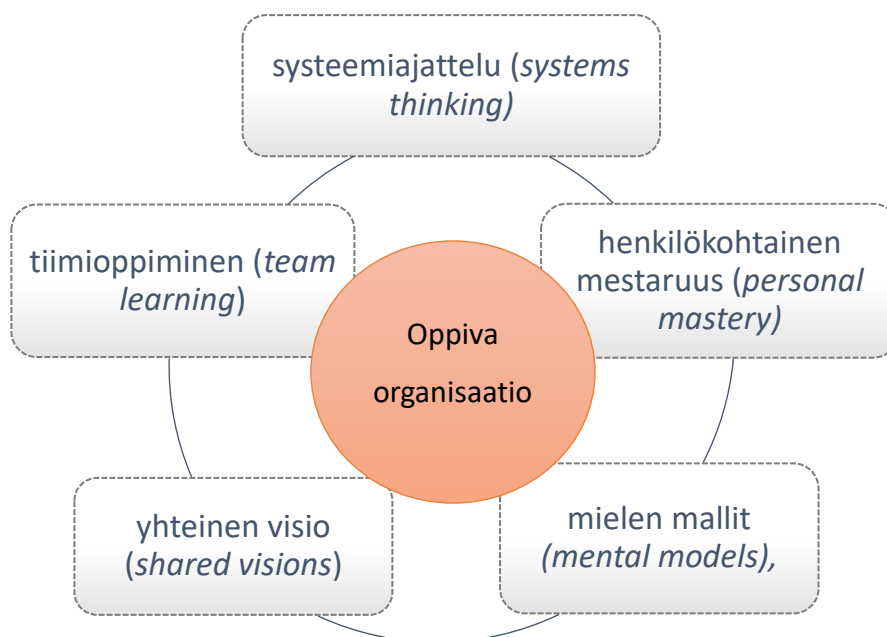 systeemiajattelu (systems
thinking)
henkilökohtainen
mestaruus (personal
mastery)
mielen mallit
(mental models),
yhteinen visio
(shared visions)
tiimioppiminen (team
learning)
Oppiva
organisaatio